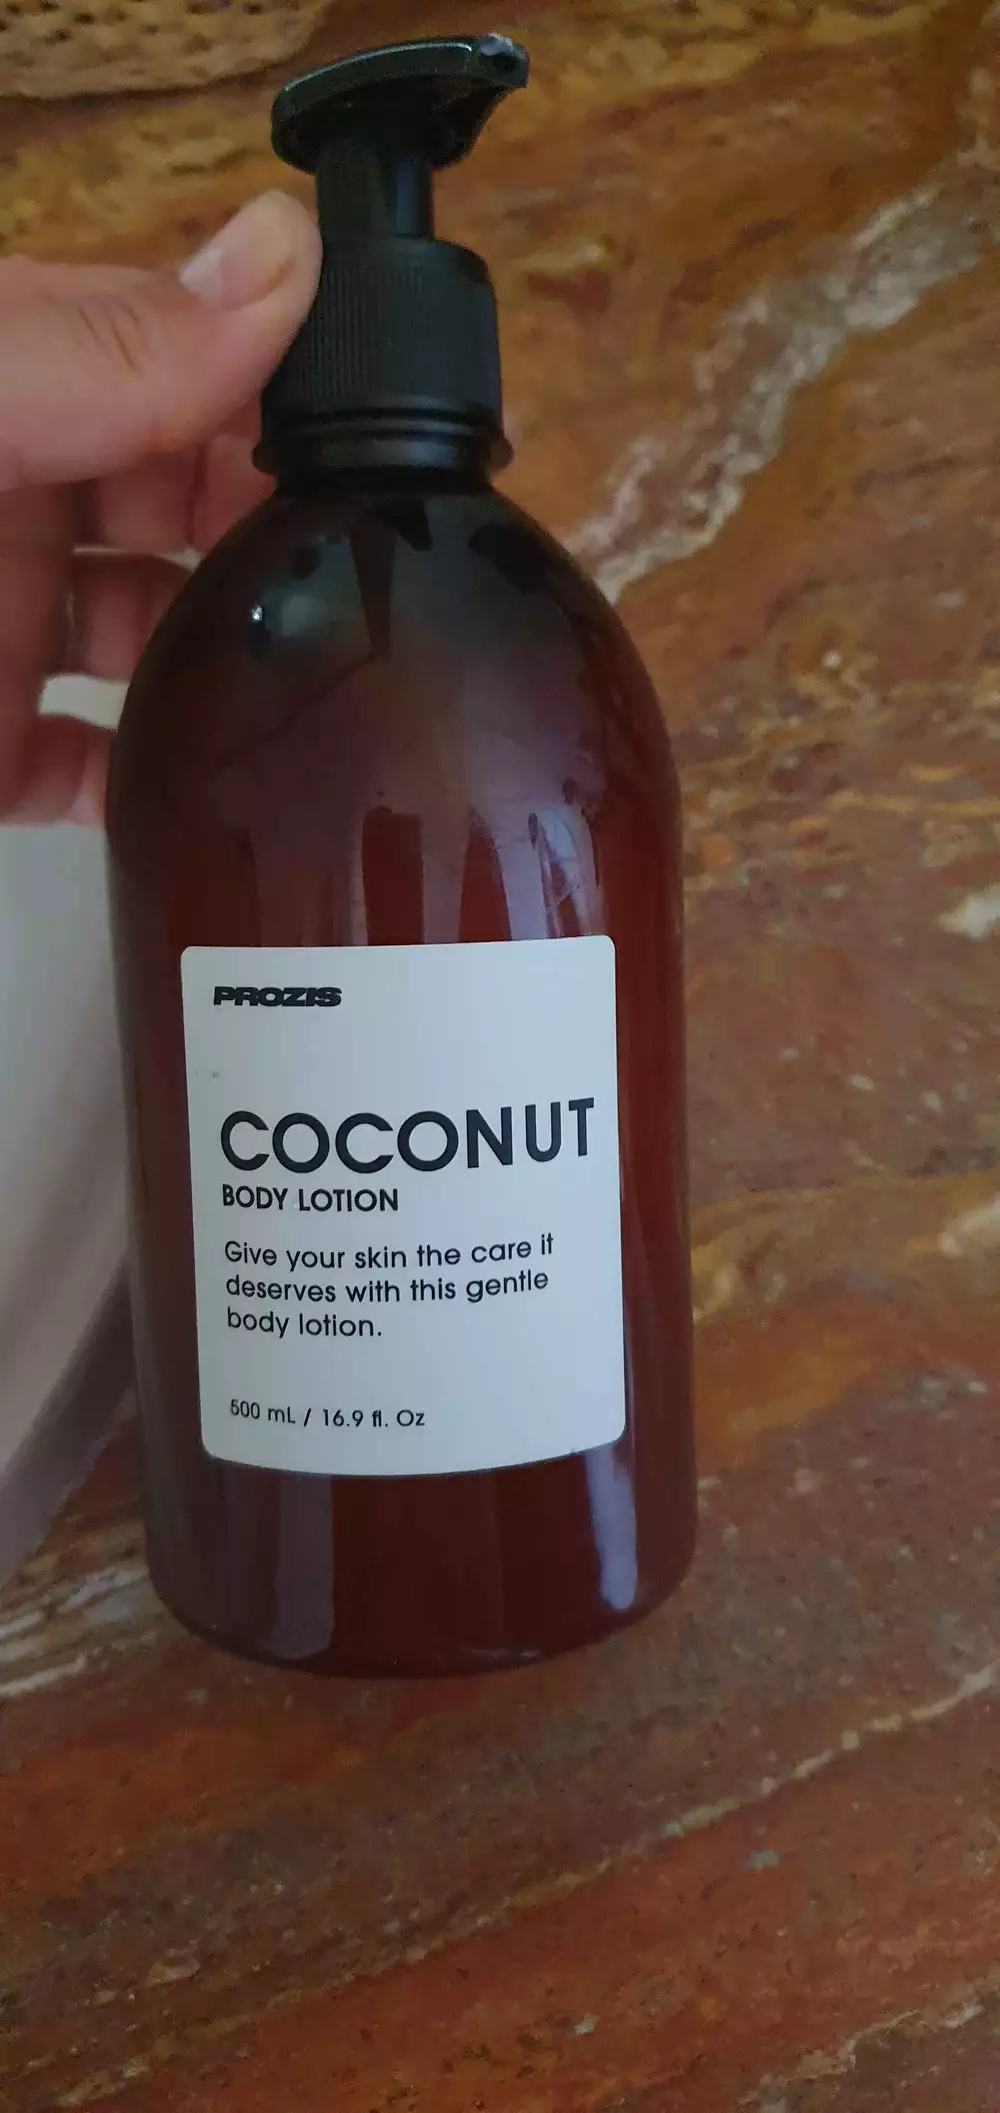 PROZIS
COCONUT
BODY LOTION
Give your skin the care it
deserves with this gentle
body lotion.
500 mL / 16.9 fl. Oz